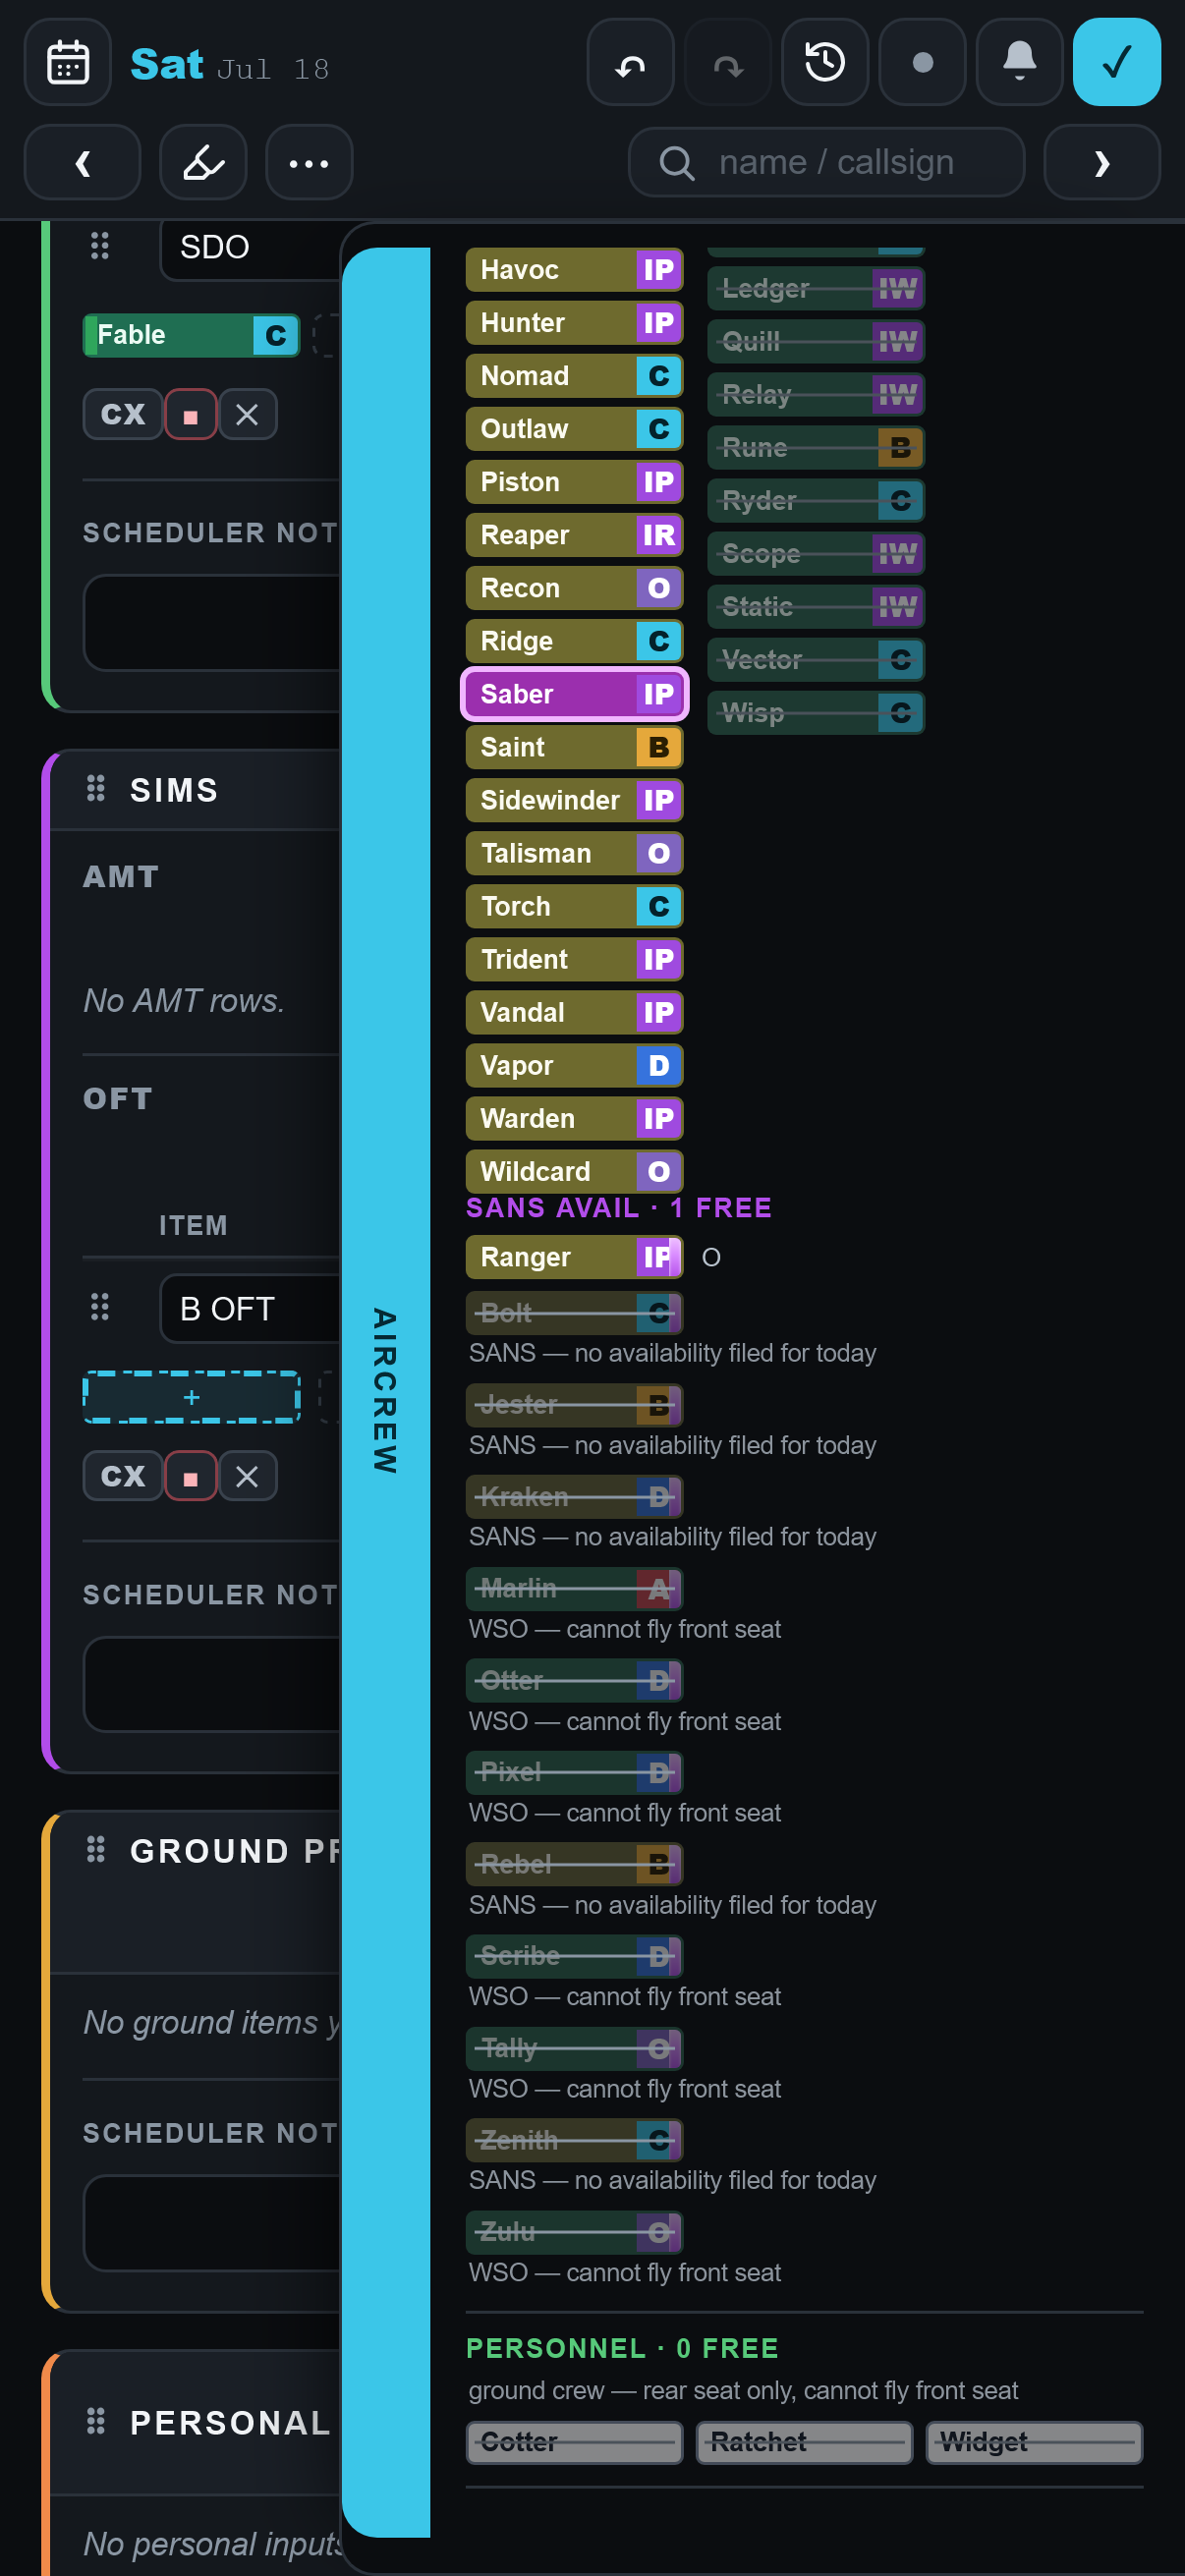 Sat Jul 18
name / callsign
SDO
Fable C
CX
SCHEDULER NOT
SIMS
AMT
No AMT rows.
OFT
ITEM
B OFT
+
CX
SCHEDULER NOT
GROUND PR
No ground items y
SCHEDULER NOT
PERSONAL
No personal inputs
AIRCREW
Havoc IP
Hunter IP
Nomad C
Outlaw C
Piston IP
Reaper IR
Recon O
Ridge C
Saber IP
Saint B
Sidewinder IP
Talisman O
Torch C
Trident IP
Vandal IP
Vapor D
Warden IP
Wildcard O
Ledger IW
Quill IW
Relay IW
Rune B
Ryder C
Scope IW
Static IW
Vector C
Wisp C
SANS AVAIL · 1 FREE
Ranger IP O
Bolt C
SANS — no availability filed for today
Jester B
SANS — no availability filed for today
Kraken D
SANS — no availability filed for today
Marlin A
WSO — cannot fly front seat
Otter D
WSO — cannot fly front seat
Pixel D
WSO — cannot fly front seat
Rebel B
SANS — no availability filed for today
Scribe D
WSO — cannot fly front seat
Tally O
WSO — cannot fly front seat
Zenith C
SANS — no availability filed for today
Zulu O
WSO — cannot fly front seat
PERSONNEL · 0 FREE
ground crew — rear seat only, cannot fly front seat
Cotter Ratchet Widget